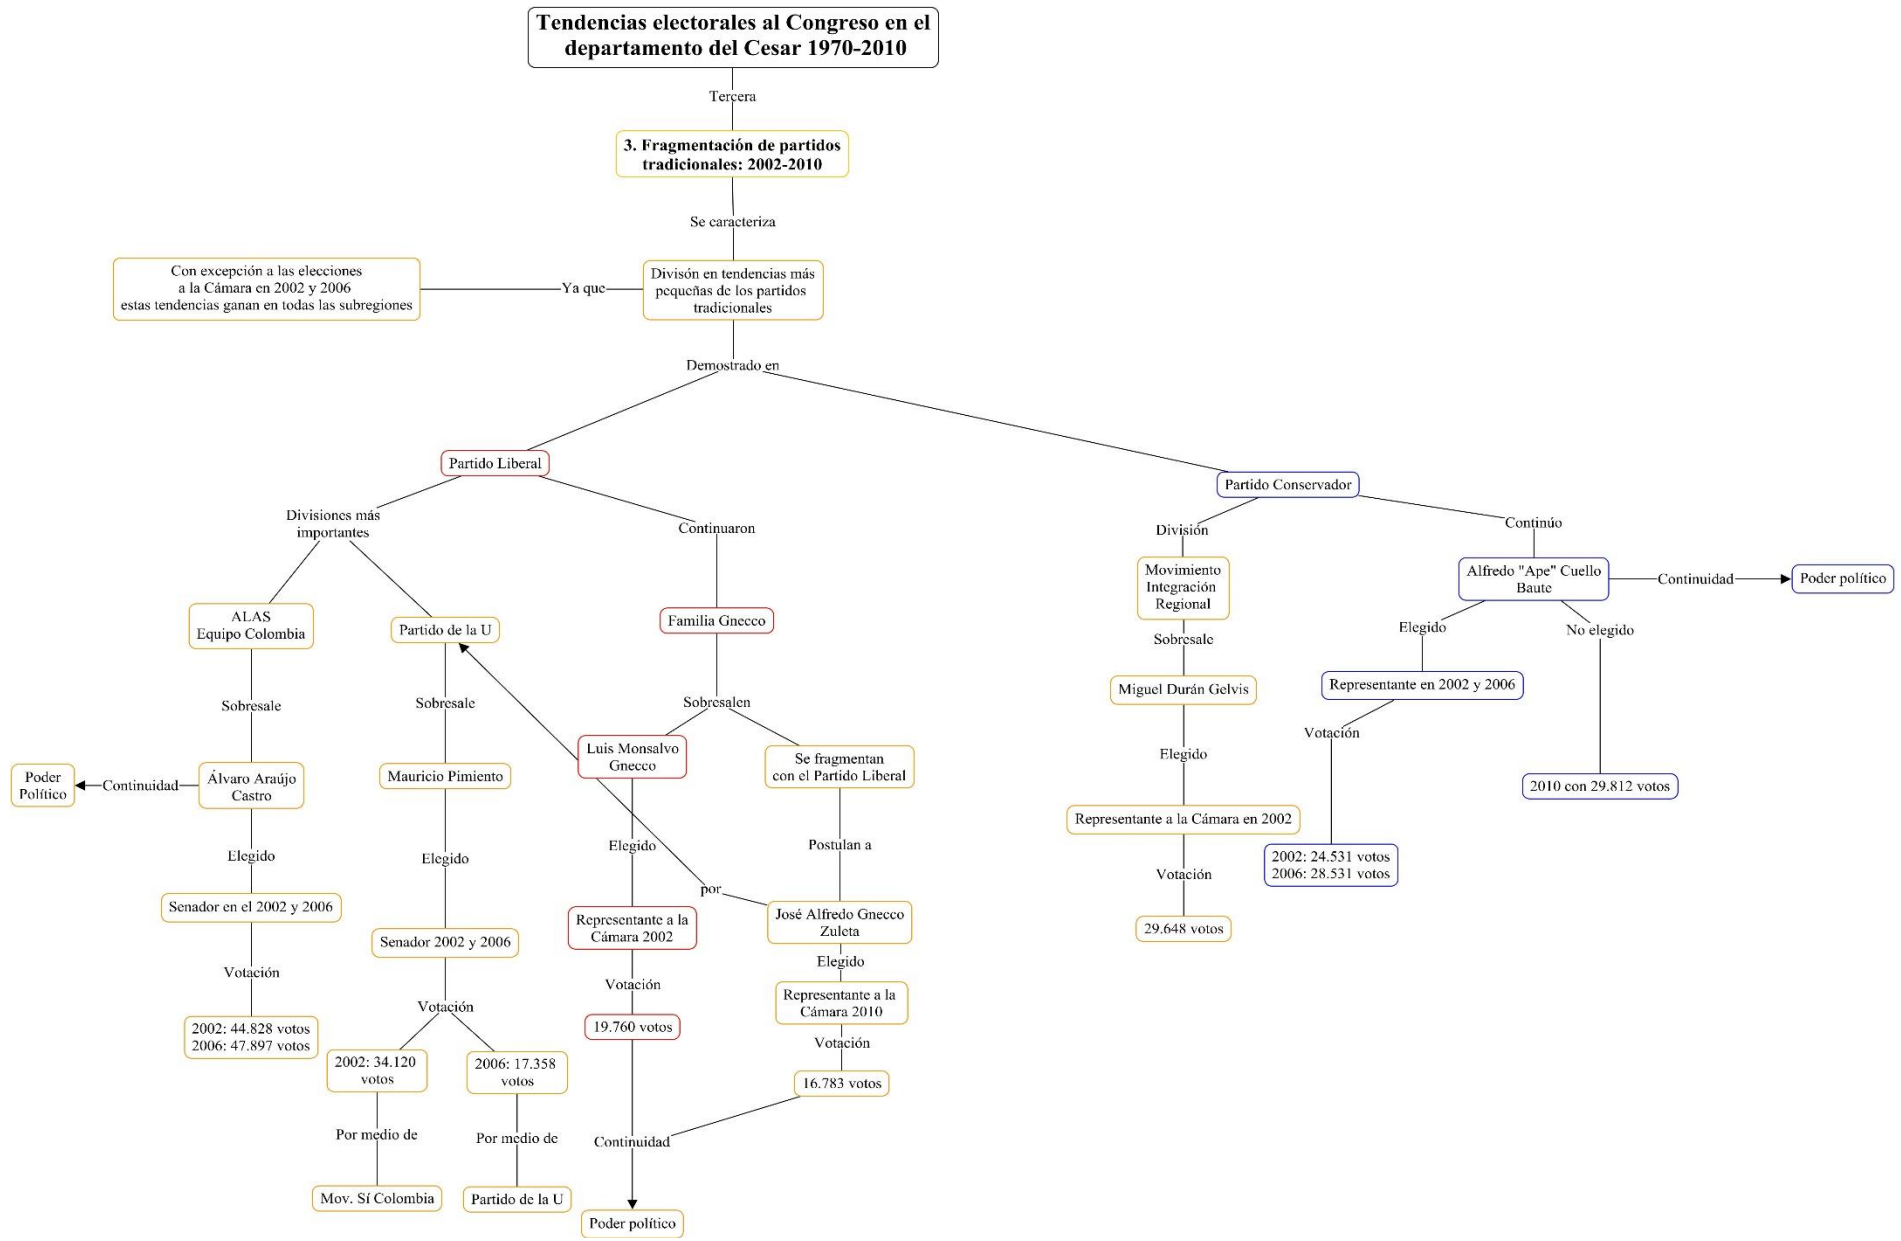 Tendencias electorales al Congreso en el
departamento del Cesar 1970-2010
Tercera
3. Fragmentación de partidos
tradicionales: 2002-2010
Se caracteriza
Con excepción a las elecciones
a la Cámara en 2002 y 2006
estas tendencias ganan en todas las subregiones
Ya que
Divisón en tendencias más
pequeñas de los partidos
tradicionales
Demostrado en
Partido Liberal
Divisiones más
importantes
ALAS
Equipo Colombia
Sobresale
Álvaro Araújo
Castro
Continuidad
Poder
Político
Elegido
Senador en el 2002 y 2006
Votación
2002: 44.828 votos
2006: 47.897 votos
Partido de la U
Sobresale
Mauricio Pimiento
Elegido
Senador 2002 y 2006
Votación
2002: 34.120
votos
Por medio de
Mov. Sí Colombia
2006: 17.358
votos
Por medio de
Partido de la U
Continuaron
Familia Gnecco
Sobresalen
Luis Monsalvo
Gnecco
Elegido
Representante a la
Cámara 2002
Votación
19.760 votos
Se fragmentan
con el Partido Liberal
Postulan a
José Alfredo Gnecco
Zuleta
por
Elegido
Representante a la
Cámara 2010
Votación
16.783 votos
Continuidad
Poder político
Partido Conservador
División
Movimiento
Integración
Regional
Sobresale
Miguel Durán Gelvis
Elegido
Representante a la Cámara en 2002
Votación
29.648 votos
Continúo
Alfredo "Ape" Cuello
Baute
Continuidad
Poder político
Elegido
Representante en 2002 y 2006
Votación
2002: 24.531 votos
2006: 28.531 votos
No elegido
2010 con 29.812 votos